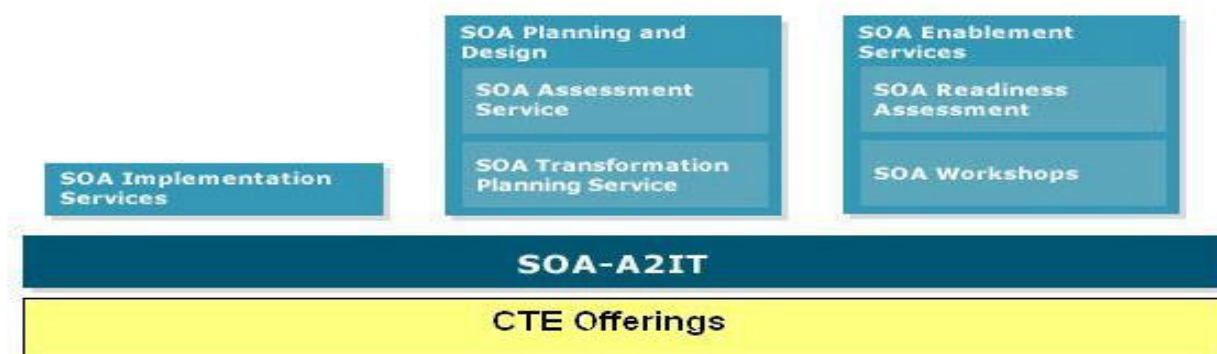 SOA Implementation
Services
SOA Planning and
Design
SOA Assessment
Service
SOA Transformation
Planning Service
SOA Enablement
Services
SOA Readiness
Assessment
SOA Workshops
SOA-A2IT
CTE Offerings